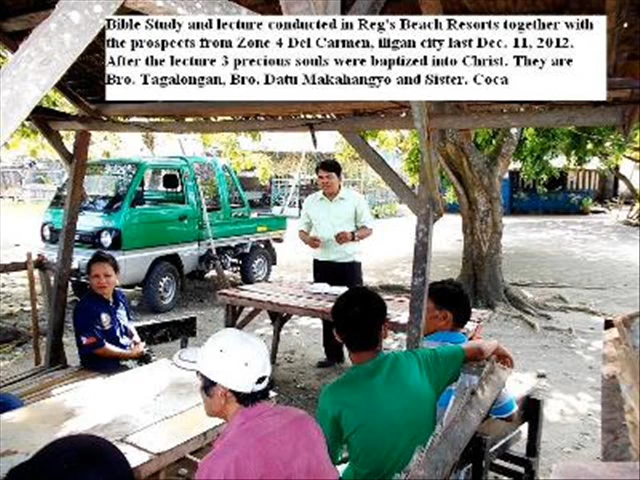 Bible Study and lecture conducted in Reg's Beach Resorts together with
the prospects from Zone 4 Del Carmen, iligan city last Dec. 11, 2012.
After the lecture 3 precious souls were baptized into Christ. They are
Bro. Tagalongan, Bro. Datu Makahangyo and Sister. Coca